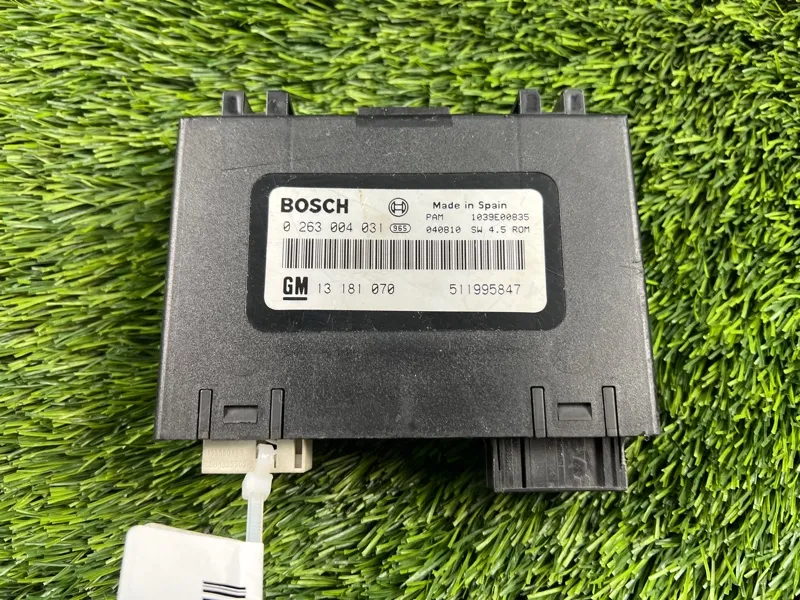 BOSCH Made in Spain
PAM 1039E00835
0 263 004 031 965 040810 SW 4.5 ROM
GM 13 181 070 511995847